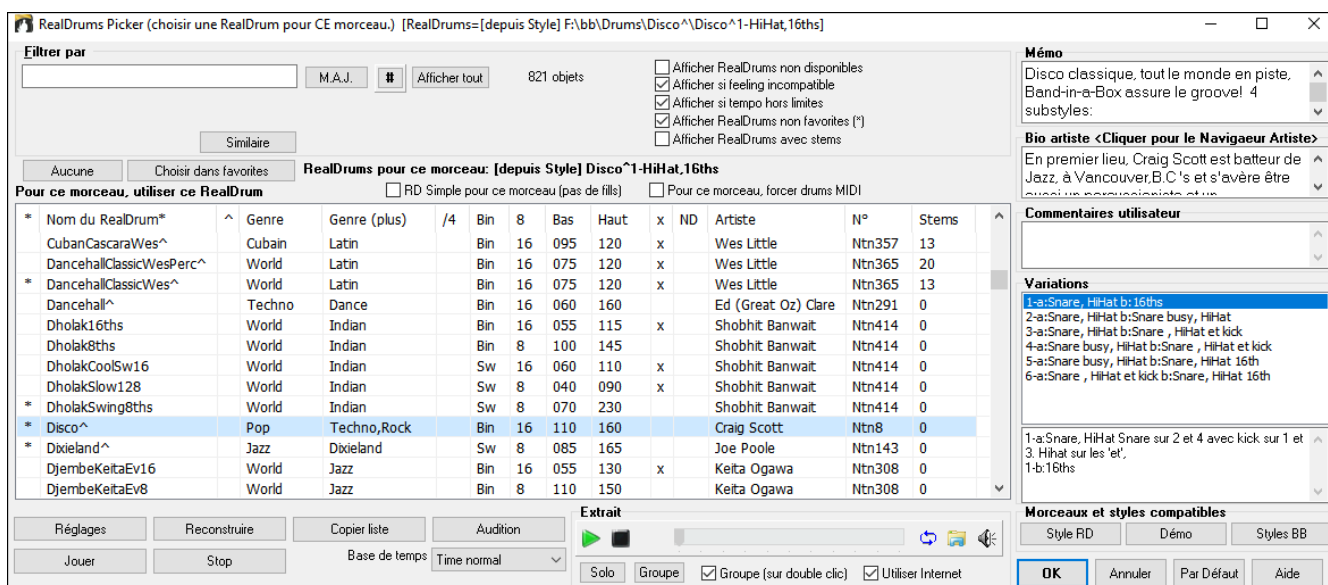 RealDrums Picker (choisir une RealDrum pour CE morceau.) [RealDrums=[depuis Style] F:\bb\Drums\Disco^\Disco^1-HiHat,16ths]
Filtrer par
M.A.J. # Afficher tout 821 objets
Similaire
Afficher RealDrums non disponibles
Afficher si feeling incompatible
Afficher si tempo hors limites
Afficher RealDrums non favorites (*)
Afficher RealDrums avec stems
Aucune Choisir dans favorites RealDrums pour ce morceau: [depuis Style] Disco^1-HiHat,16ths
Pour ce morceau, utiliser ce RealDrum RD Simple pour ce morceau (pas de fills) Pour ce morceau, forcer drums MIDI
* Nom du RealDrum* ^ Genre Genre (plus) /4 Bin 8 Bas Haut x ND Artiste N° Stems
CubanCascaraWes^ Cubain Latin Bin 16 095 120 x Wes Little Ntn357 13
DancehallClassicWesPerc^ World Latin Bin 16 075 120 x Wes Little Ntn365 20
* DancehallClassicWes^ World Latin Bin 16 075 120 x Wes Little Ntn365 13
Dancehall^ Techno Dance Bin 16 060 160 Ed (Great Oz) Clare Ntn291 0
Dholak16ths World Indian Bin 16 055 115 x Shobhit Banwait Ntn414 0
Dholak8ths World Indian Bin 8 100 145 Shobhit Banwait Ntn414 0
DholakCoolSw16 World Indian Sw 16 060 110 x Shobhit Banwait Ntn414 0
DholakSlow128 World Indian Sw 8 040 090 x Shobhit Banwait Ntn414 0
* DholakSwing8ths World Indian Sw 8 070 230 Shobhit Banwait Ntn414 0
* Disco^ Pop Techno,Rock Bin 16 110 160 Craig Scott Ntn8 0
* Dixieland^ Jazz Dixieland Sw 8 085 165 Joe Poole Ntn143 0
DjembeKeitaEv16 World Jazz Bin 16 055 130 x Keita Ogawa Ntn308 0
DjembeKeitaEv8 World Jazz Bin 8 110 150 Keita Ogawa Ntn308 0
Réglages Reconstruire Copier liste Audition
Jouer Stop Base de temps Time normal
Extrait
Solo Groupe Groupe (sur double clic) Utiliser Internet
Mémo
Disco classique, tout le monde en piste,
Band-in-a-Box assure le groove! 4
substyles:
Bio artiste <Cliquer pour le Navigaeur Artiste>
En premier lieu, Craig Scott est batteur de
Jazz, à Vancouver,B.C 's et s'avère être
aussi un percussioniste et un
Commentaires utilisateur
Variations
1-a:Snare, HiHat b:16ths
2-a:Snare, HiHat b:Snare busy, HiHat
3-a:Snare, HiHat b:Snare , HiHat et kick
4-a:Snare busy, HiHat b:Snare , HiHat et kick
5-a:Snare busy, HiHat b:Snare, HiHat 16th
6-a:Snare , HiHat et kick b:Snare, HiHat 16th
1-a:Snare, HiHat Snare sur 2 et 4 avec kick sur 1 et
3. Hihat sur les 'et',
1-b:16ths
Morceaux et styles compatibles
Style RD Démo Styles BB
OK Annuler Par Défaut Aide